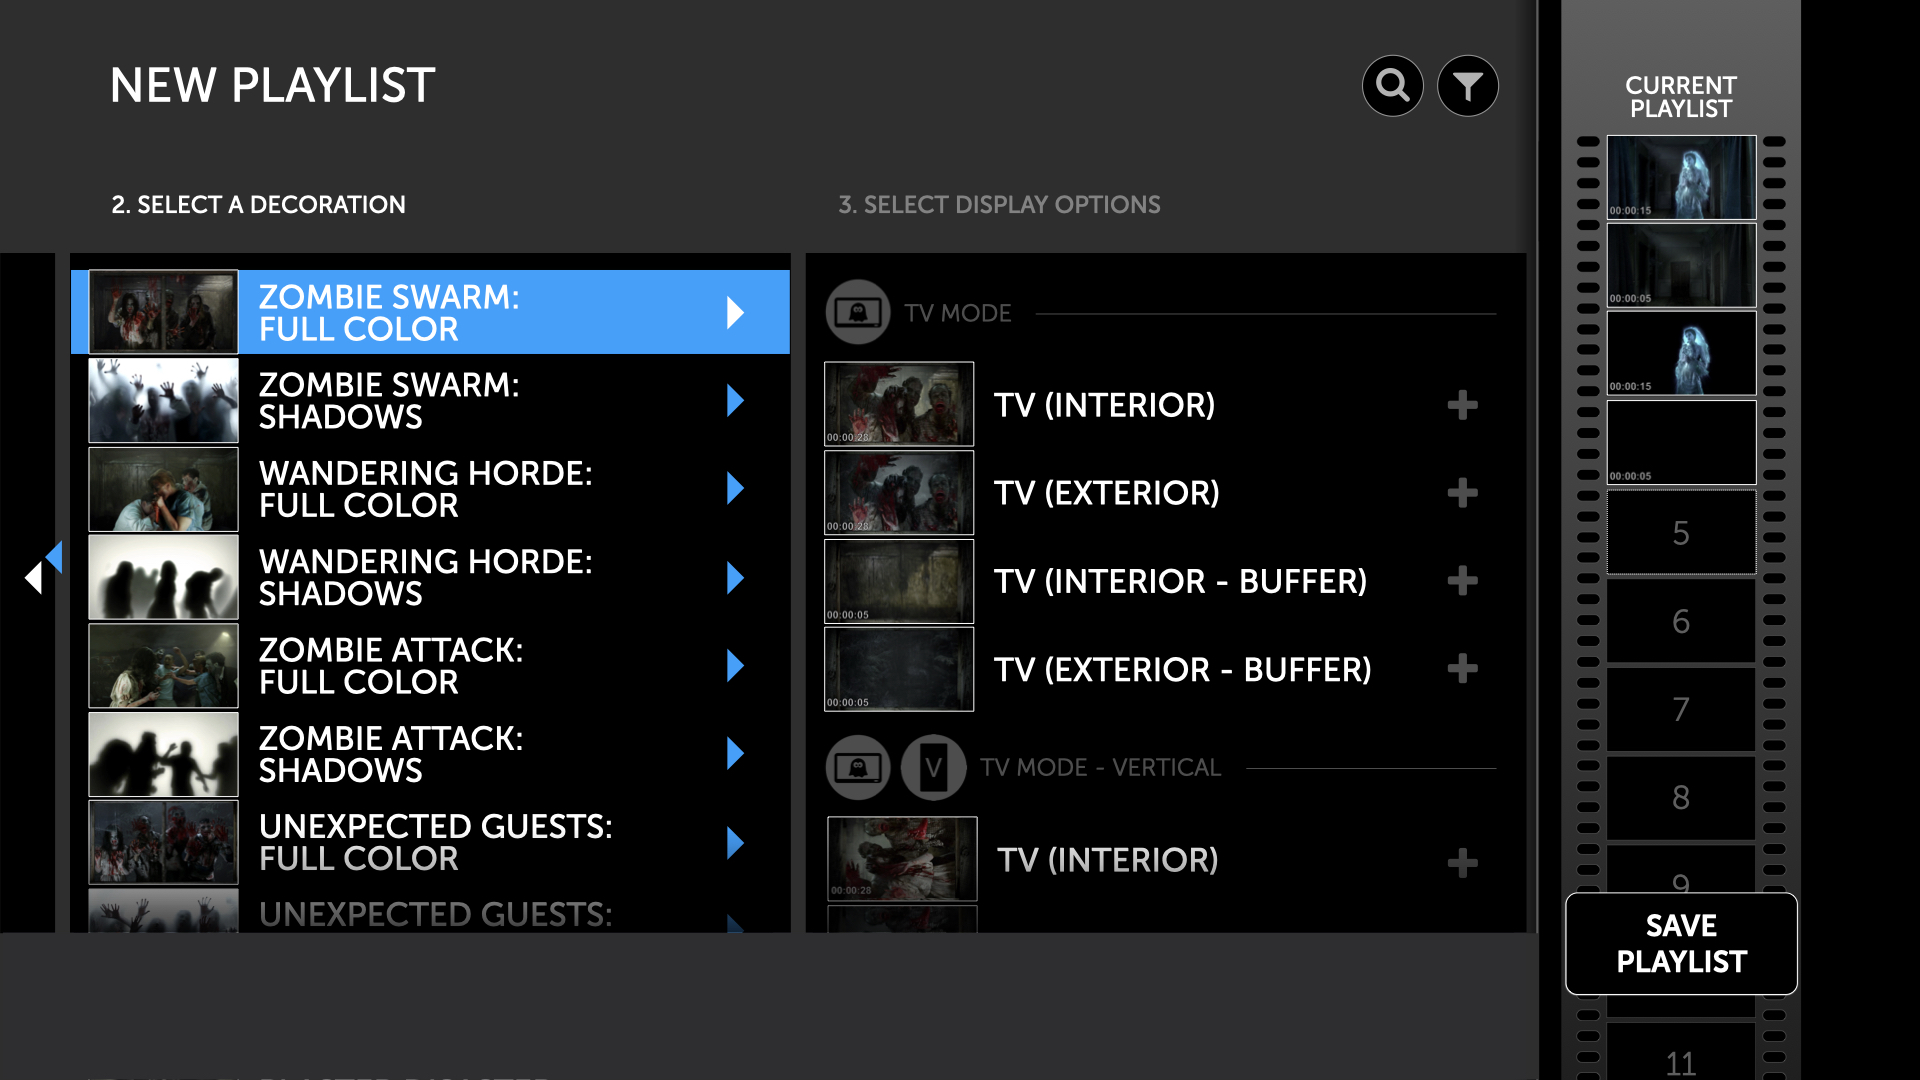 NEW PLAYLIST
2. SELECT A DECORATION
3. SELECT DISPLAY OPTIONS
ZOMBIE SWARM:
FULL COLOR
ZOMBIE SWARM:
SHADOWS
WANDERING HORDE:
FULL COLOR
WANDERING HORDE:
SHADOWS
ZOMBIE ATTACK:
FULL COLOR
ZOMBIE ATTACK:
SHADOWS
UNEXPECTED GUESTS:
FULL COLOR
UNEXPECTED GUESTS:
TV MODE
00:00:28
TV (INTERIOR)
00:00:28
TV (EXTERIOR)
00:00:05
TV (INTERIOR - BUFFER)
00:00:05
TV (EXTERIOR - BUFFER)
V
TV MODE - VERTICAL
00:00:28
TV (INTERIOR)
CURRENT
PLAYLIST
00:00:15
00:00:05
00:00:15
00:00:05
5
6
7
8
9
SAVE
PLAYLIST
11